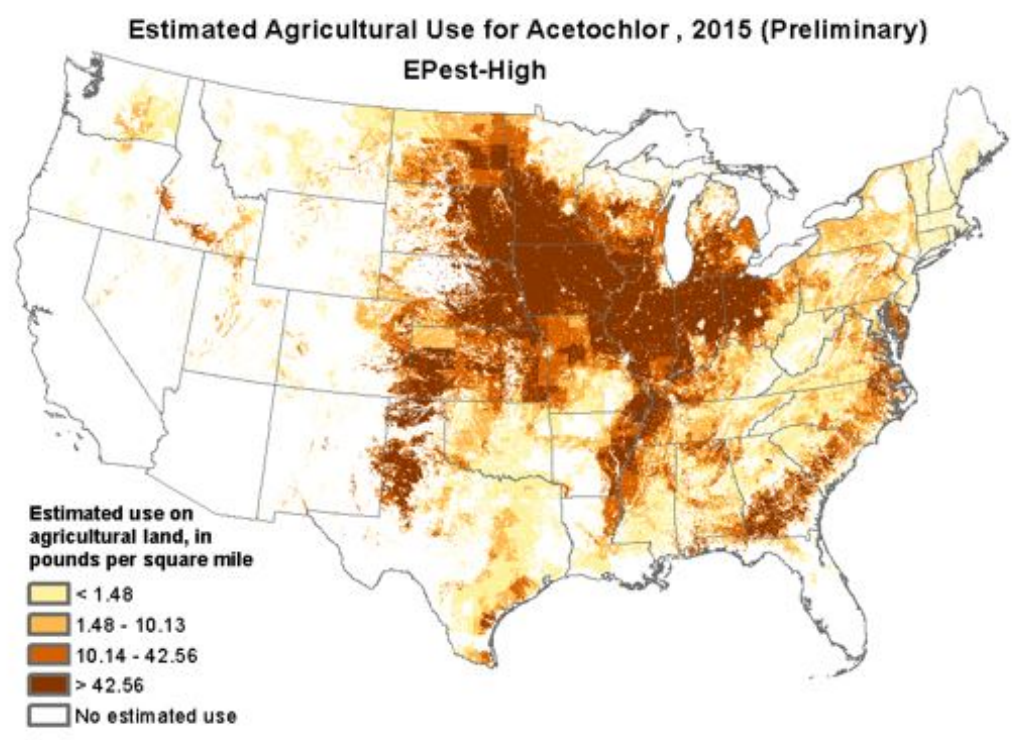 Estimated Agricultural Use for Acetochlor , 2015 (Preliminary)
EPest-High
Estimated use on
agricultural land, in
pounds per square mile
< 1.48
1.48 - 10.13
10.14 - 42.56
> 42.56
No estimated use